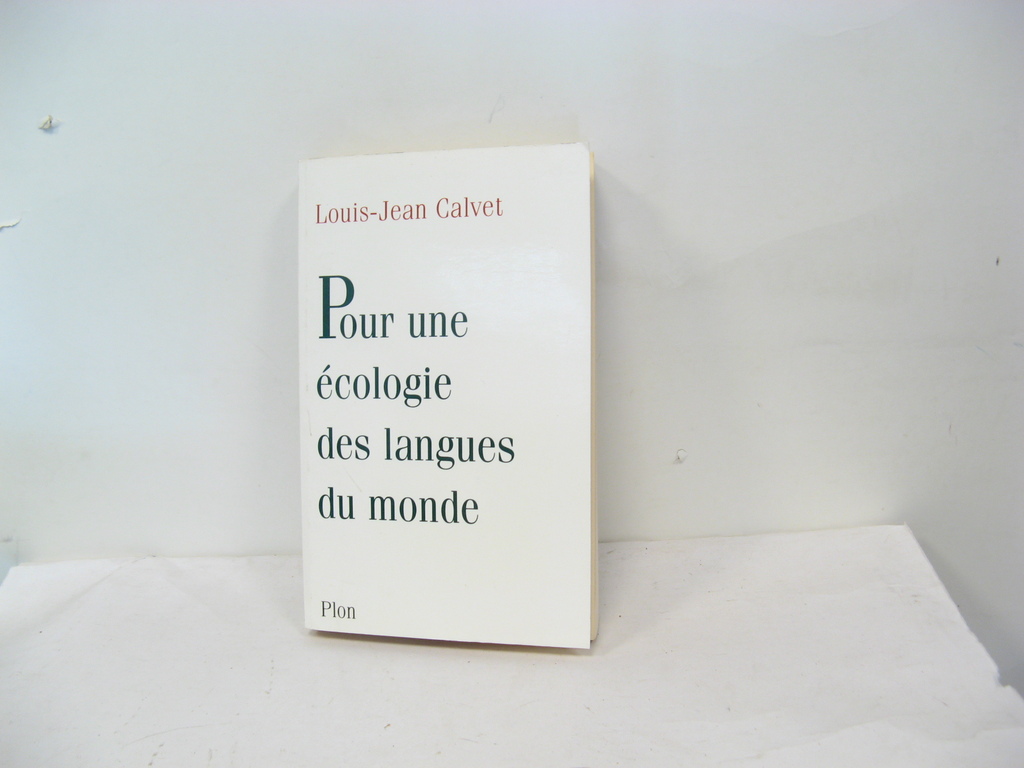 Louis-Jean Calvet
Pour une
écologie
des langues
du monde
Plon